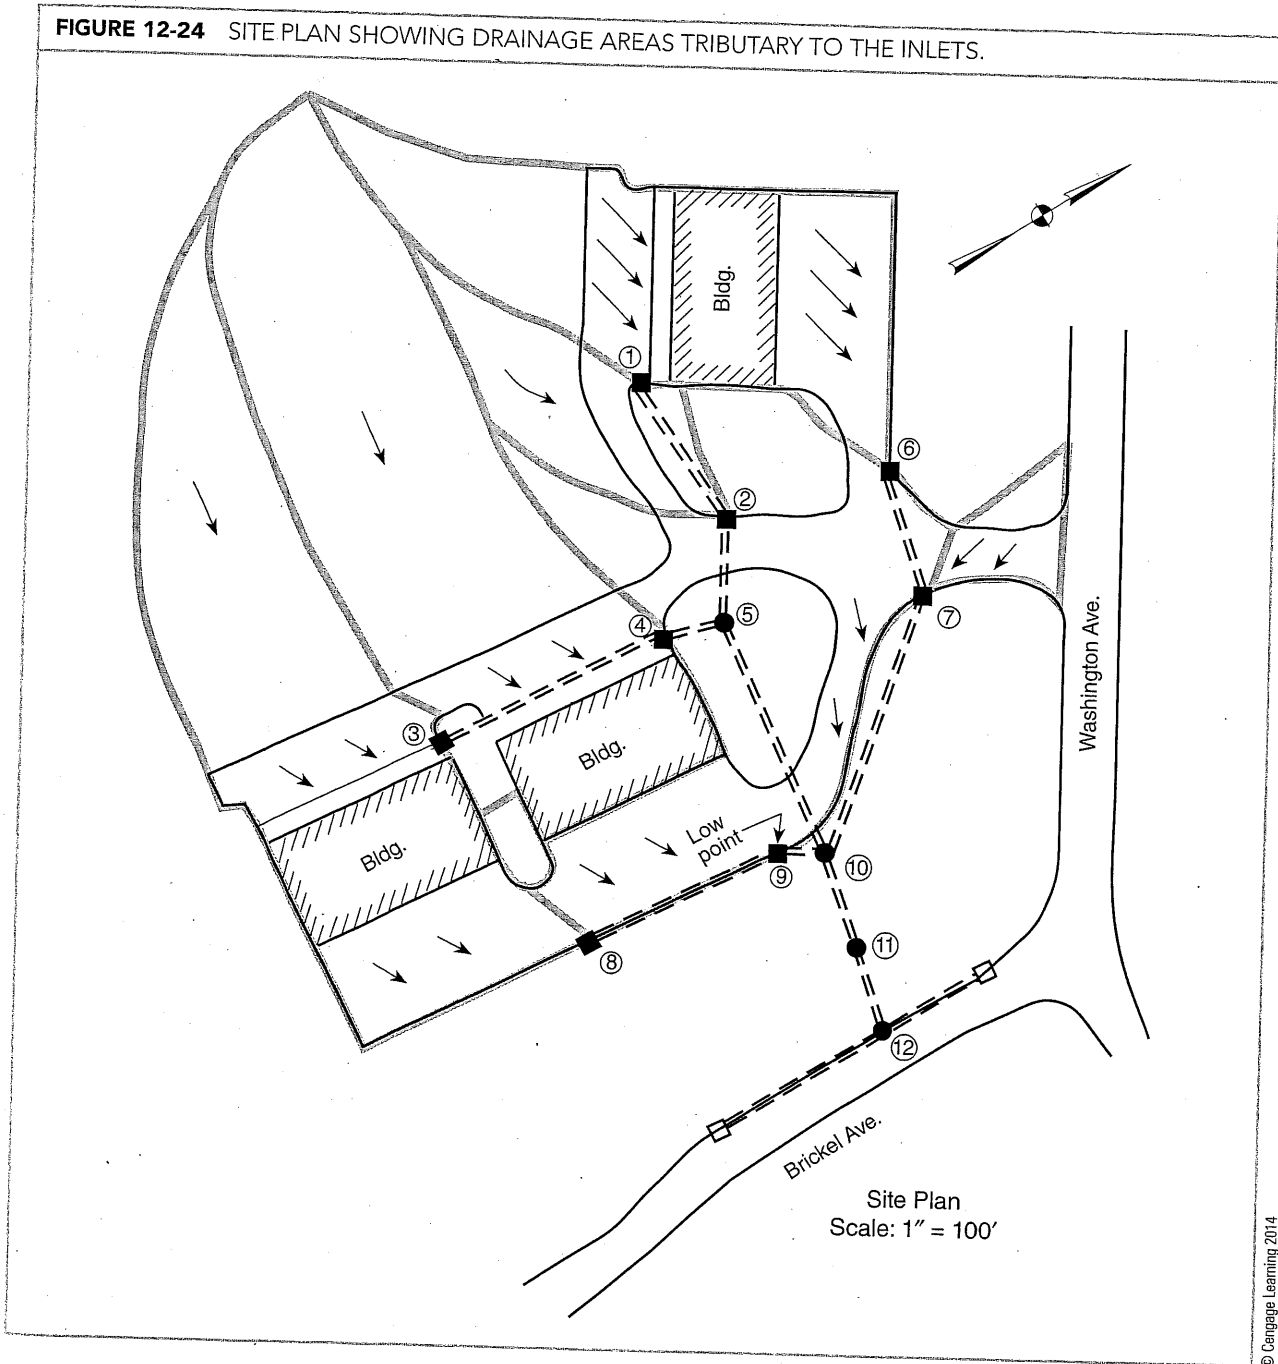 FIGURE 12-24 SITE PLAN SHOWING DRAINAGE AREAS TRIBUTARY TO THE INLETS.
Bldg.
①
⑥
②
⑤
④
⑦
Washington Ave.
③
Bldg.
Bldg.
Low
point
⑨
⑩
⑧
⑪
⑫
Brickel Ave.
Site Plan
Scale: 1″ = 100′
© Cengage Learning 2014